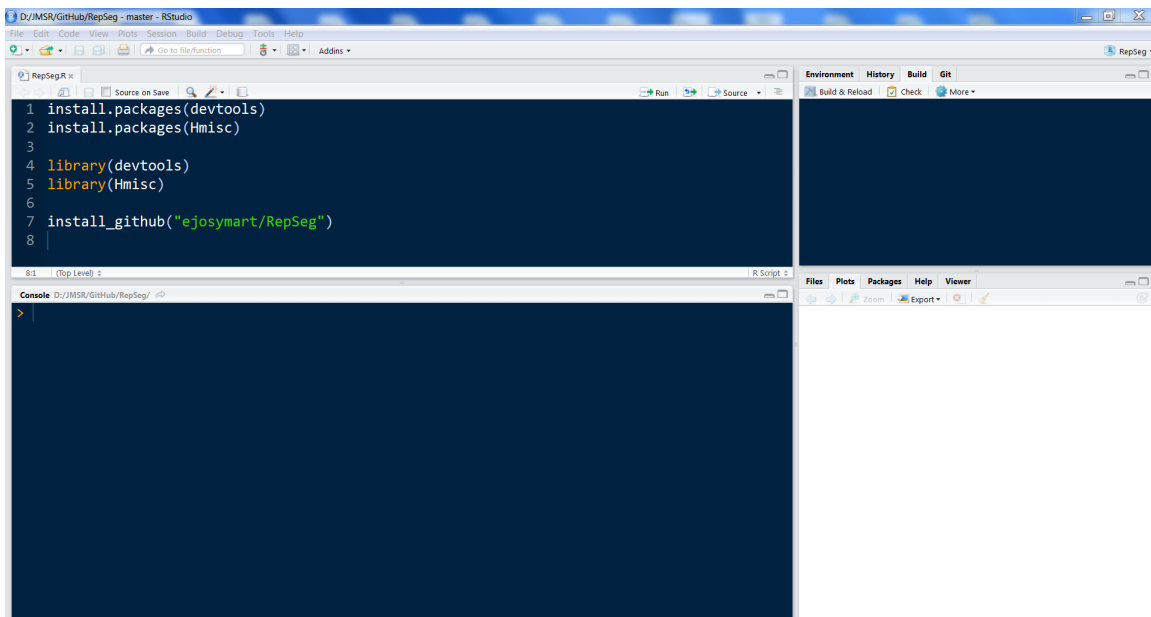 D:/JMSR/GitHub/RepSeg - master - RStudio
File Edit Code View Plots Session Build Debug Tools Help
Go to file/function Addins RepSeg
RepSeg.R
Source on Save Run Source
1 install.packages(devtools)
2 install.packages(Hmisc)
3
4 library(devtools)
5 library(Hmisc)
6
7 install_github("ejosymart/RepSeg")
8
8:1 (Top Level) R Script
Console D:/JMSR/GitHub/RepSeg/
>
Environment History Build Git
Build & Reload Check More
Files Plots Packages Help Viewer
Zoom Export